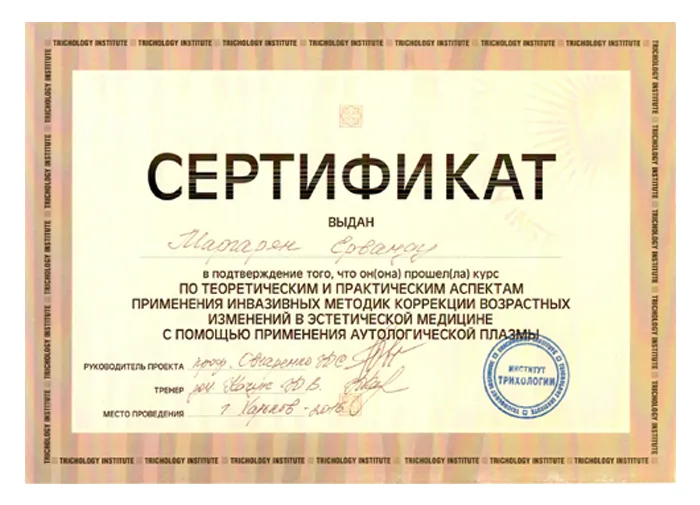 TRICHOLOGY INSTITUTE TRICHOLOGY INSTITUTE TRICHOLOGY INSTITUTE TRICHOLOGY INSTITUTE TRICHOLOGY INSTITUTE TRICHOLOGY INSTITUTE TRICHOLOGY INSTITUTE
СЕРТИФИКАТ
ВЫДАН
Маргарян Ерванду
в подтверждение того, что он(она) прошел(ла) курс
ПО ТЕОРЕТИЧЕСКИМ И ПРАКТИЧЕСКИМ АСПЕКТАМ
ПРИМЕНЕНИЯ ИНВАЗИВНЫХ МЕТОДИК КОРРЕКЦИИ ВОЗРАСТНЫХ
ИЗМЕНЕНИЙ В ЭСТЕТИЧЕСКОЙ МЕДИЦИНЕ
С ПОМОЩЬЮ ПРИМЕНЕНИЯ АУТОЛОГИЧЕСКОЙ ПЛАЗМЫ
РУКОВОДИТЕЛЬ ПРОЕКТА проф. Овчаренко Ю.С.
ТРЕНЕР
МЕСТО ПРОВЕДЕНИЯ г. Харьков - 2016
ИНСТИТУТ
ТРИХОЛОГИИ
TRICHOLOGY INSTITUTE TRICHOLOGY INSTITUTE TRICHOLOGY INSTITUTE TRICHOLOGY INSTITUTE TRICHOLOGY INSTITUTE TRICHOLOGY INSTITUTE TRICHOLOGY INSTITUTE